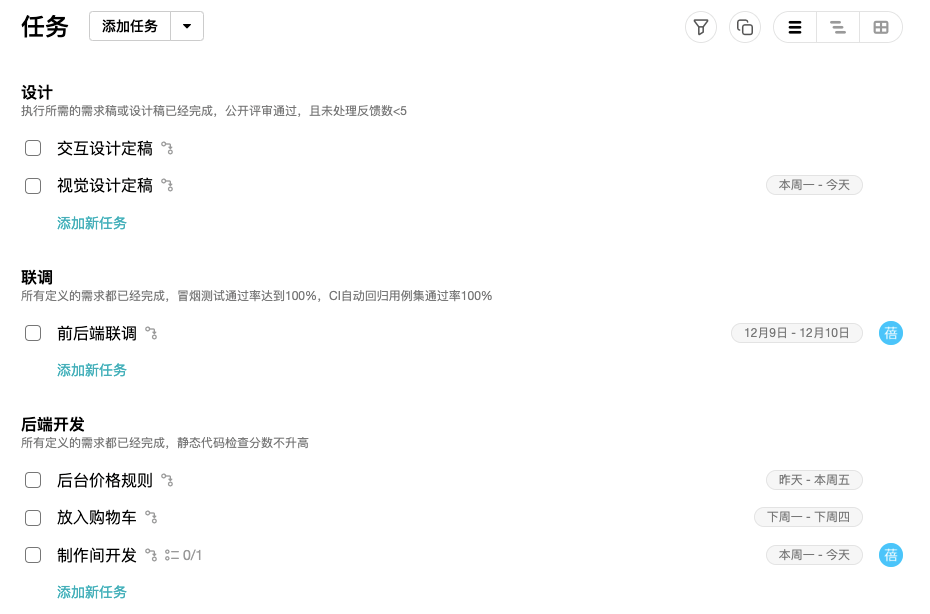 任务
添加任务
设计
执行所需的需求稿或设计稿已经完成，公开评审通过，且未处理反馈数<5
交互设计定稿
视觉设计定稿 本周一 - 今天
添加新任务
联调
所有定义的需求都已经完成，冒烟测试通过率达到100%，CI自动回归用例集通过率100%
前后端联调 12月9日 - 12月10日 蓓
添加新任务
后端开发
所有定义的需求都已经完成，静态代码检查分数不升高
后台价格规则 昨天 - 本周五
放入购物车 下周一 - 下周四
制作间开发 0/1 本周一 - 今天 蓓
添加新任务